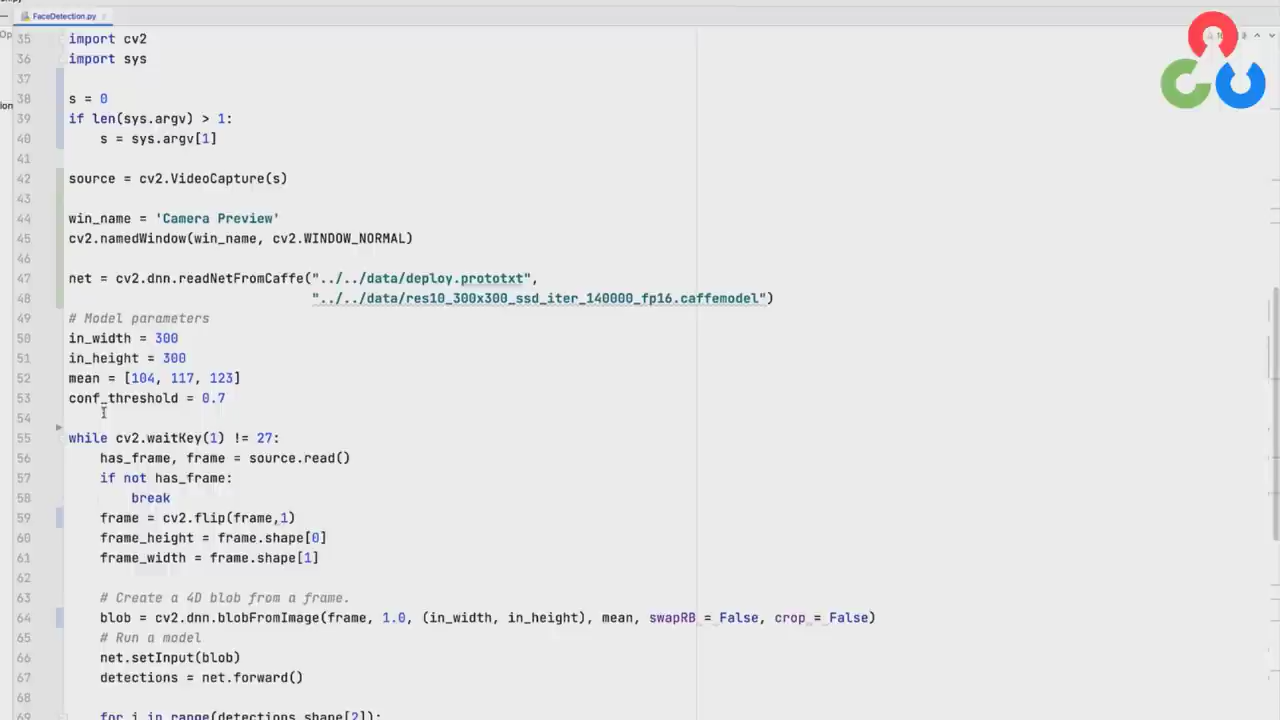 FaceDetection.py
35 import cv2
36 import sys
37
38 s = 0
39 if len(sys.argv) > 1:
40     s = sys.argv[1]
41
42 source = cv2.VideoCapture(s)
43
44 win_name = 'Camera Preview'
45 cv2.namedWindow(win_name, cv2.WINDOW_NORMAL)
46
47 net = cv2.dnn.readNetFromCaffe("../../data/deploy.prototxt",
48                                "../../data/res10_300x300_ssd_iter_140000_fp16.caffemodel")
49 # Model parameters
50 in_width = 300
51 in_height = 300
52 mean = [104, 117, 123]
53 conf_threshold = 0.7
54
55 while cv2.waitKey(1) != 27:
56     has_frame, frame = source.read()
57     if not has_frame:
58         break
59     frame = cv2.flip(frame,1)
60     frame_height = frame.shape[0]
61     frame_width = frame.shape[1]
62
63     # Create a 4D blob from a frame.
64     blob = cv2.dnn.blobFromImage(frame, 1.0, (in_width, in_height), mean, swapRB = False, crop = False)
65     # Run a model
66     net.setInput(blob)
67     detections = net.forward()
68
69     for i in range(detections.shape[2]):